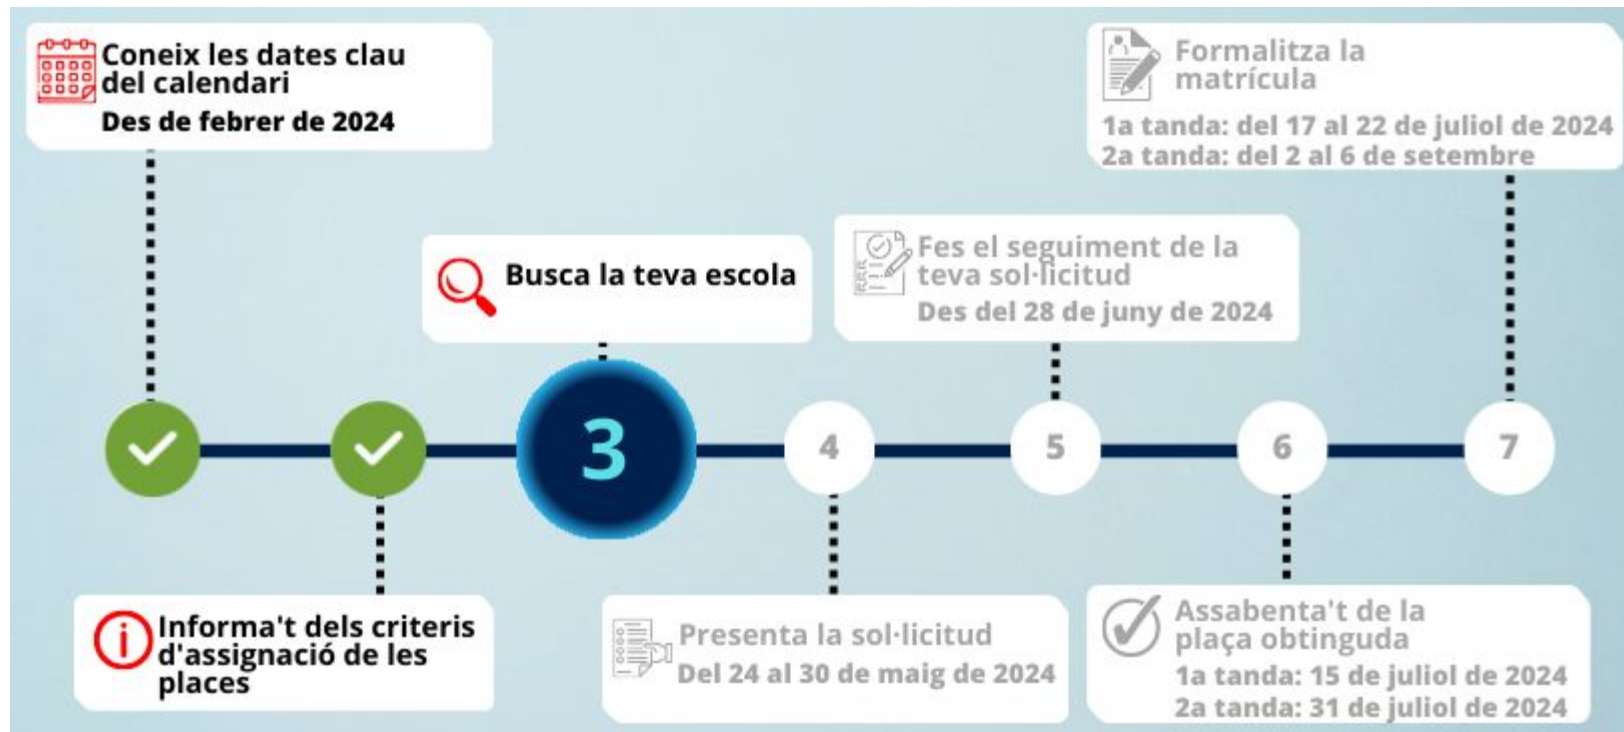 Coneix les dates clau
del calendari
Des de febrer de 2024
Informa't dels criteris
d'assignació de les
places
Busca la teva escola
3
4
Presenta la sol·licitud
Del 24 al 30 de maig de 2024
Fes el seguiment de la
teva sol·licitud
Des del 28 de juny de 2024
5
6
Assabenta't de la
plaça obtinguda
1a tanda: 15 de juliol de 2024
2a tanda: 31 de juliol de 2024
Formalitza la
matrícula
1a tanda: del 17 al 22 de juliol de 2024
2a tanda: del 2 al 6 de setembre
7